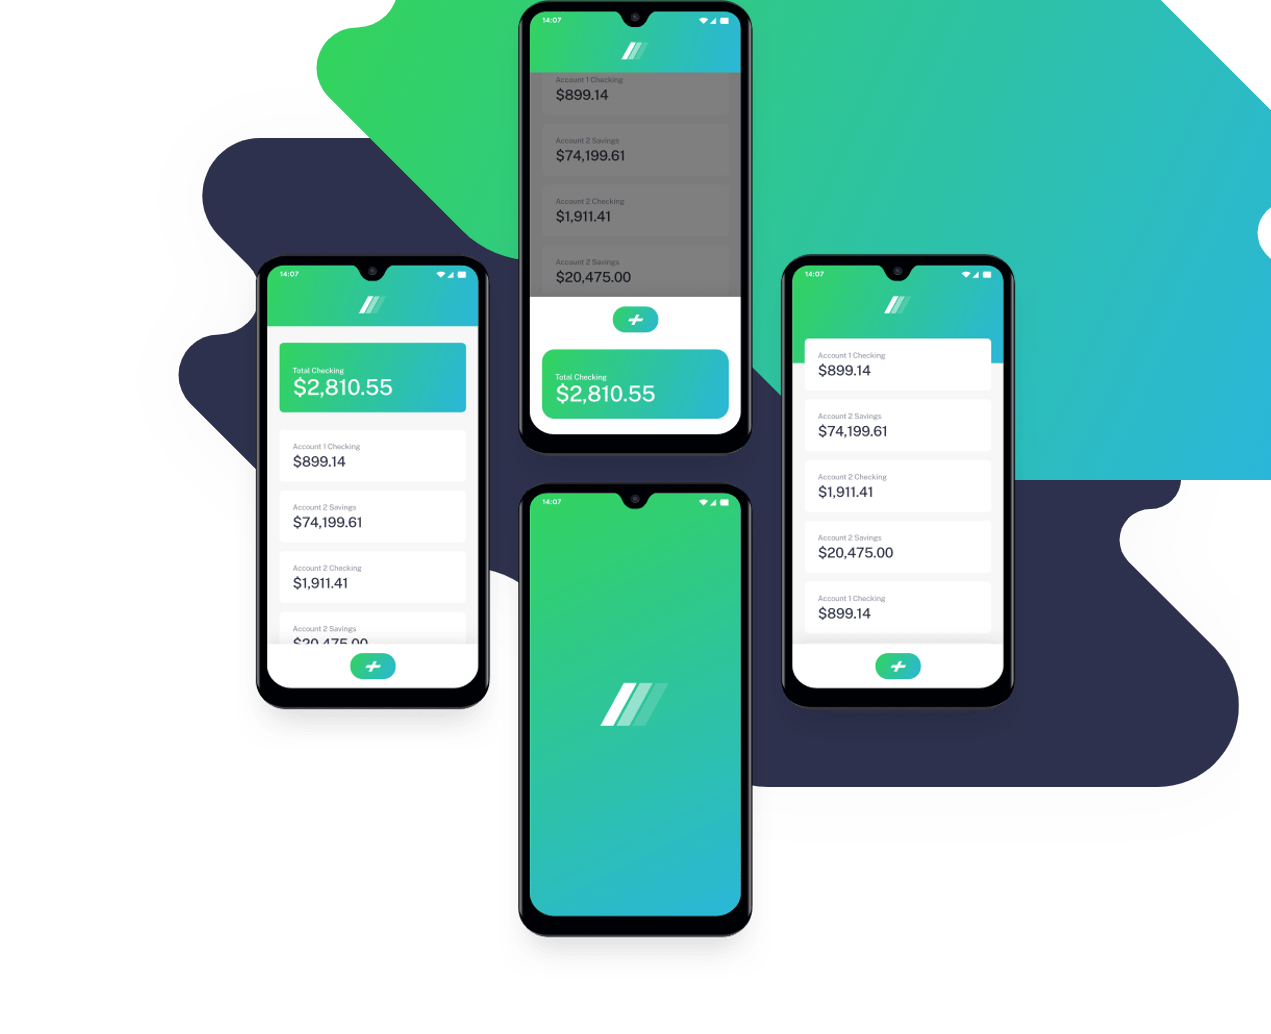 14:07
Account 1 Checking
$899.14
Account 2 Savings
$74,199.61
Account 2 Checking
$1,911.41
Account 2 Savings
$20,475.00
Total Checking
$2,810.55
14:07
Total Checking
$2,810.55
Account 1 Checking
$899.14
Account 2 Savings
$74,199.61
Account 2 Checking
$1,911.41
Account 2 Savings
$20,475.00
14:07
Account 1 Checking
$899.14
Account 2 Savings
$74,199.61
Account 2 Checking
$1,911.41
Account 2 Savings
$20,475.00
Account 1 Checking
$899.14
14:07